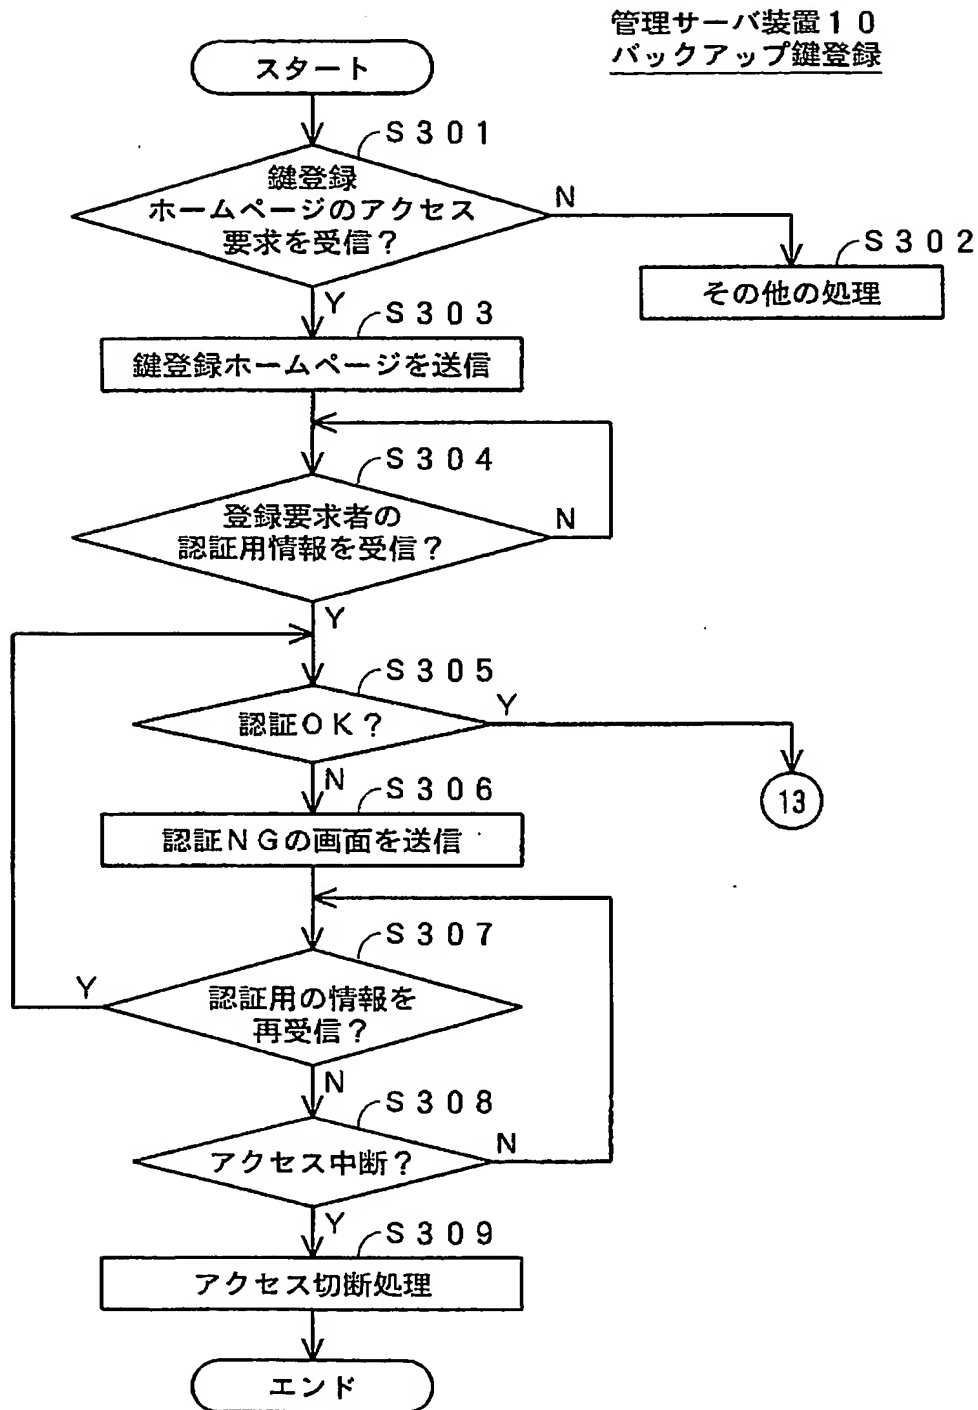 管理サーバ装置10
バックアップ鍵登録
スタート
S301
鍵登録
ホームページのアクセス
要求を受信?
N
S302
その他の処理
Y
S303
鍵登録ホームページを送信
S304
登録要求者の
認証用情報を受信?
N
Y
S305
認証OK?
Y
13
N
S306
認証NGの画面を送信
S307
認証用の情報を
再受信?
Y
N
S308
アクセス中断?
N
Y
S309
アクセス切断処理
エンド